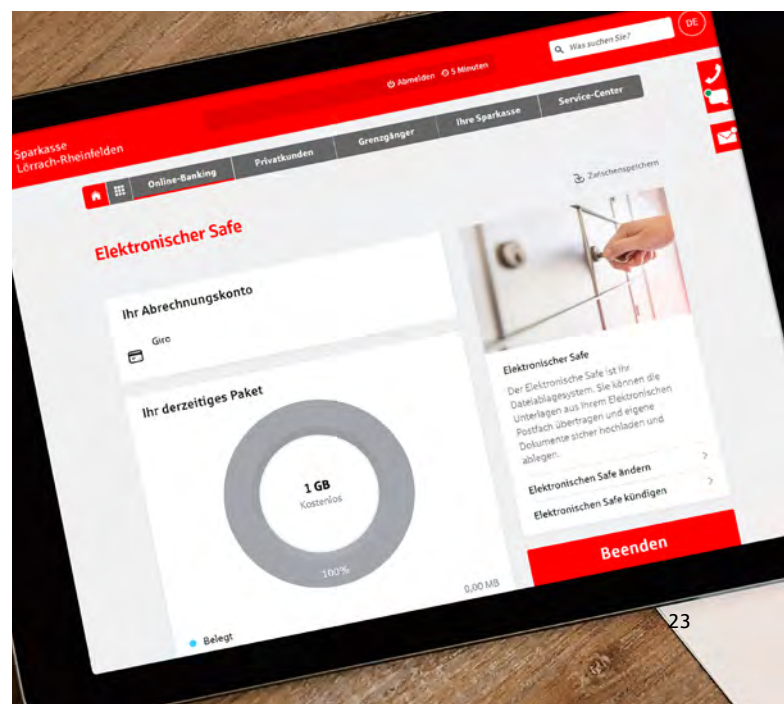 Sparkasse
Lörrach-Rheinfelden
Abmelden 5 Minuten
Was suchen Sie?
DE
Online-Banking Privatkunden Grenzgänger Ihre Sparkasse Service-Center
Zwischenspeichern
Elektronischer Safe
Ihr Abrechnungskonto
Giro
Ihr derzeitiges Paket
1 GB
Kostenlos
100%
Belegt
0,00 MB
Elektronischer Safe
Der Elektronische Safe ist Ihr
Dateiablagesystem. Sie können die
Unterlagen aus Ihrem Elektronischen
Postfach übertragen und eigene
Dokumente sicher hochladen und
ablegen.
Elektronischen Safe ändern
Elektronischen Safe kündigen
Beenden
23